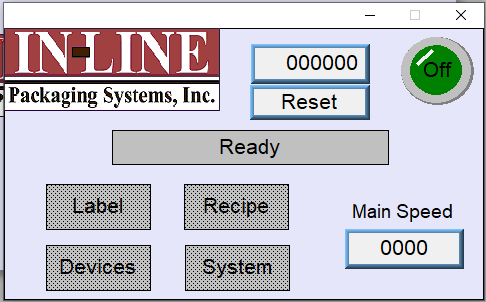 IN-LINE
Packaging Systems, Inc.
000000
Reset
Off
Ready
Label
Recipe
Main Speed
0000
Devices
System